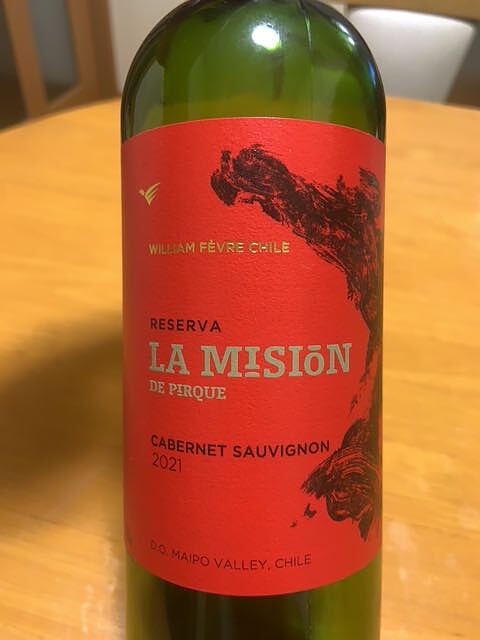 WILLIAM FÈVRE CHILE
RESERVA
LA MISIōN
DE PIRQUE
CABERNET SAUVIGNON
2021
D.O. MAIPO VALLEY, CHILE